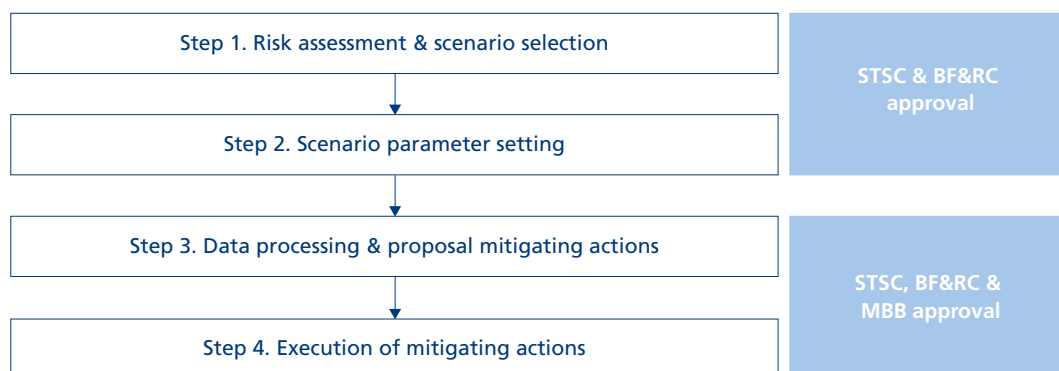 Step 1. Risk assessment & scenario selection
STSC & BF&RC
approval
Step 2. Scenario parameter setting
Step 3. Data processing & proposal mitigating actions
STSC, BF&RC &
MBB approval
Step 4. Execution of mitigating actions